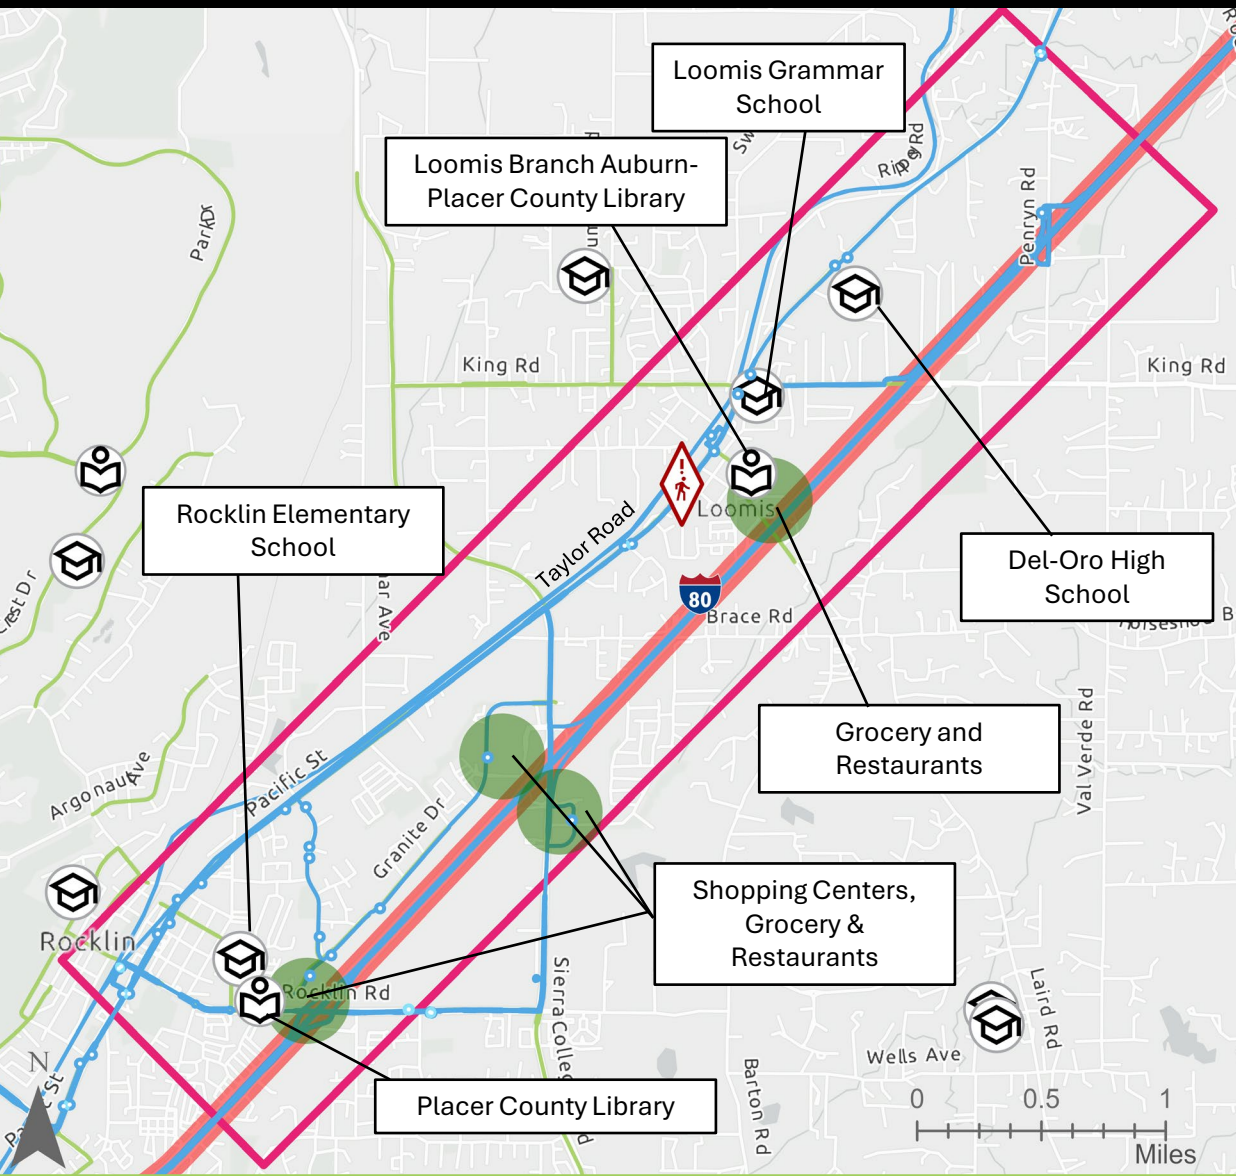 Loomis Grammar
School
Loomis Branch Auburn-
Placer County Library
Park Dr
Penryn Rd
King Rd
King Rd
Rocklin Elementary
School
Taylor Road
Loomis
80
Brace Rd
Del-Oro High
School
Grocery and
Restaurants
Val Verde Rd
Argonaut Ave
Pacific St
Granite Dr
Shopping Centers,
Grocery &
Restaurants
Rocklin
Rocklin Rd
Sierra College
Laird Rd
Wells Ave
Barton Rd
N
Placer County Library
0 0.5 1
Miles